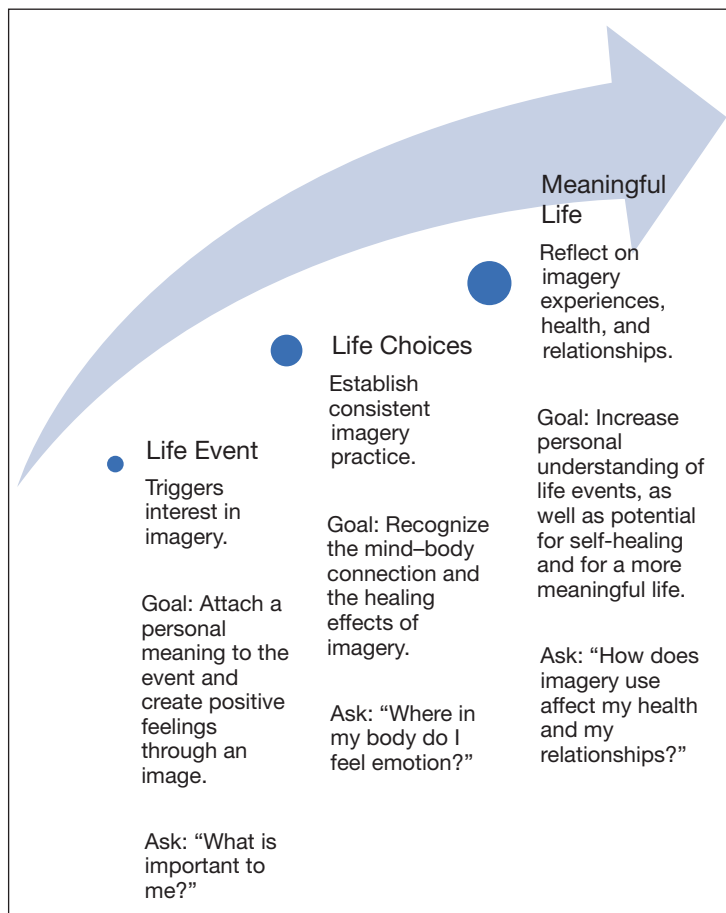 Life Event
Triggers
interest in
imagery.
Goal: Attach a
personal
meaning to the
event and
create positive
feelings
through an
image.
Ask: “What is
important to
me?”
Life Choices
Establish
consistent
imagery
practice.
Goal: Recognize
the mind–body
connection and
the healing
effects of
imagery.
Ask: “Where in
my body do I
feel emotion?”
Meaningful
Life
Reflect on
imagery
experiences,
health, and
relationships.
Goal: Increase
personal
understanding of
life events, as
well as potential
for self-healing
and for a more
meaningful life.
Ask: “How does
imagery use
affect my health
and my
relationships?”